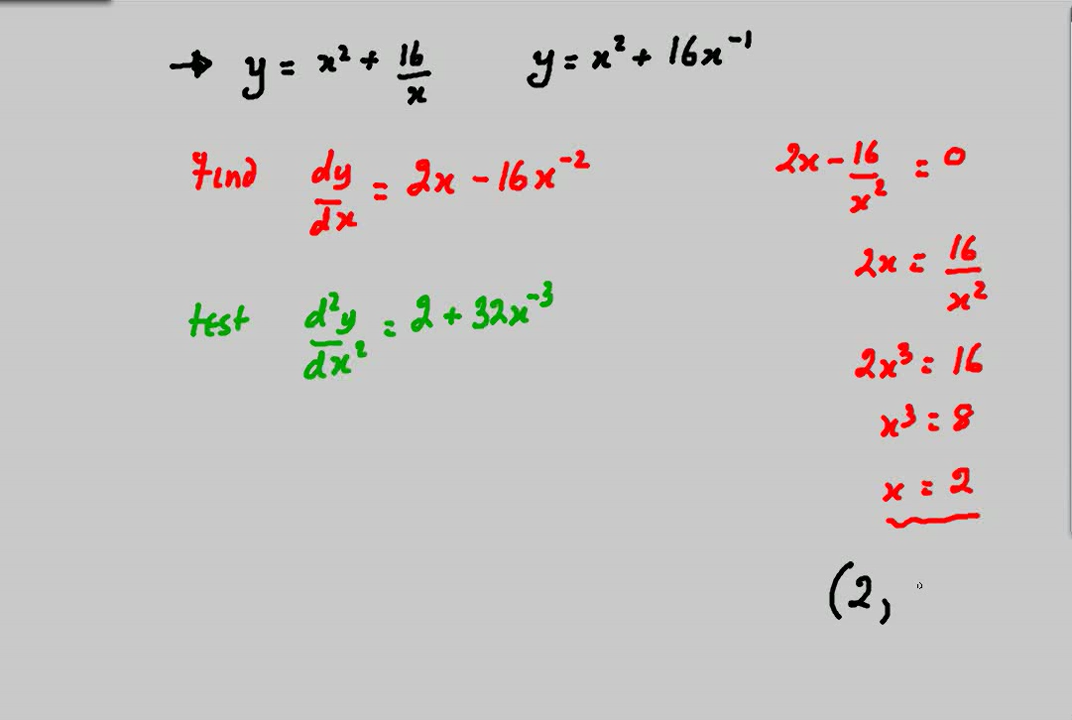 → y = x² + 16/x    y = x² + 16x⁻¹
Find dy/dx = 2x - 16x⁻²
2x - 16/x² = 0
2x = 16/x²
test d²y/dx² = 2 + 32x⁻³
2x³ = 16
x³ = 8
x = 2
(2,